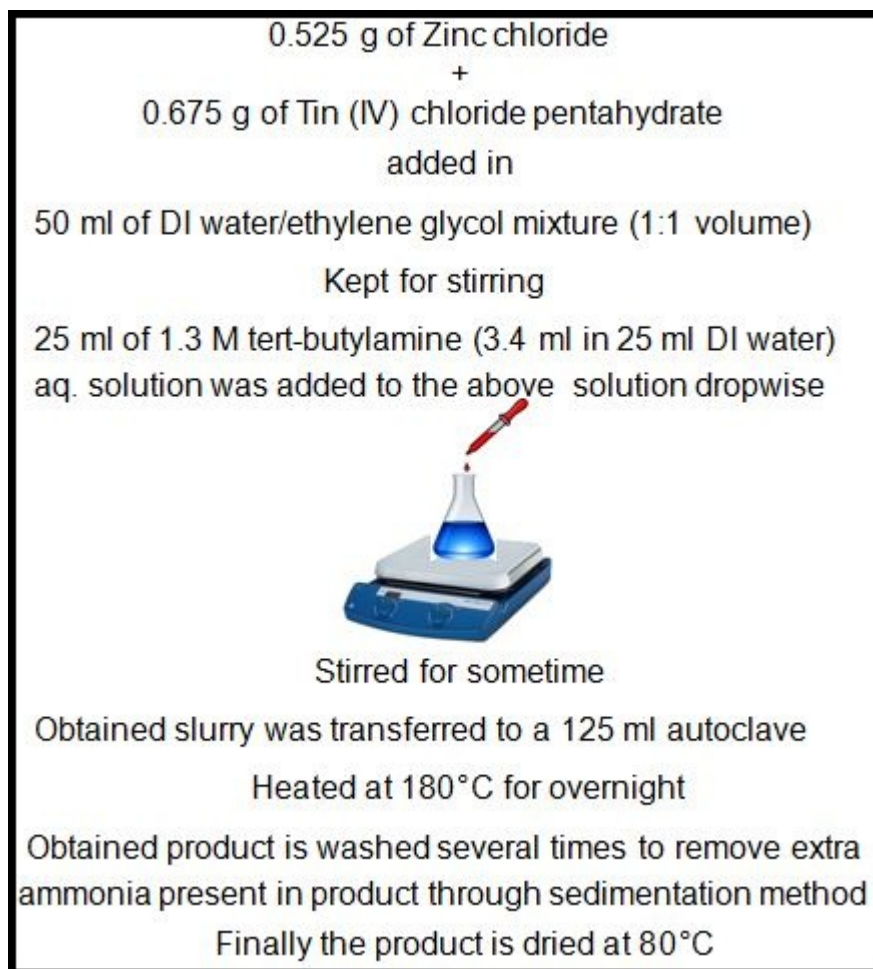 0.525 g of Zinc chloride
+
0.675 g of Tin (IV) chloride pentahydrate
added in
50 ml of DI water/ethylene glycol mixture (1:1 volume)
Kept for stirring
25 ml of 1.3 M tert-butylamine (3.4 ml in 25 ml DI water)
aq. solution was added to the above solution dropwise
Stirred for sometime
Obtained slurry was transferred to a 125 ml autoclave
Heated at 180°C for overnight
Obtained product is washed several times to remove extra
ammonia present in product through sedimentation method
Finally the product is dried at 80°C